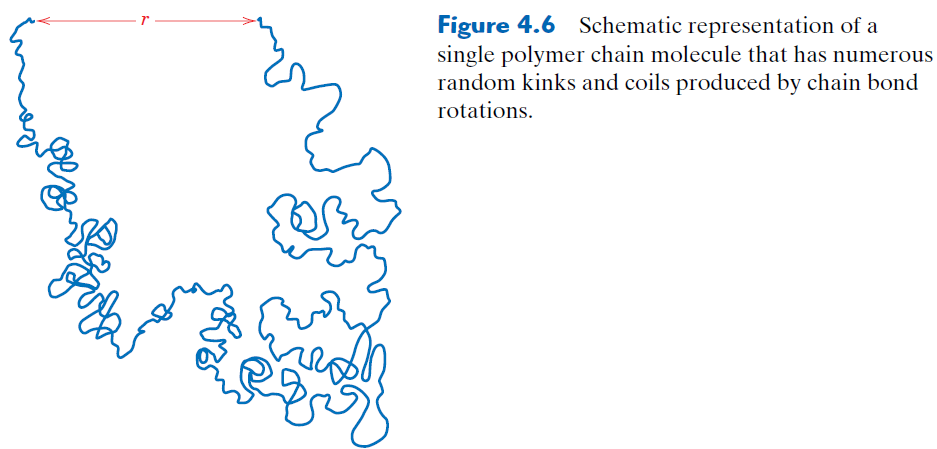 r
Figure 4.6 Schematic representation of a
single polymer chain molecule that has numerous
random kinks and coils produced by chain bond
rotations.